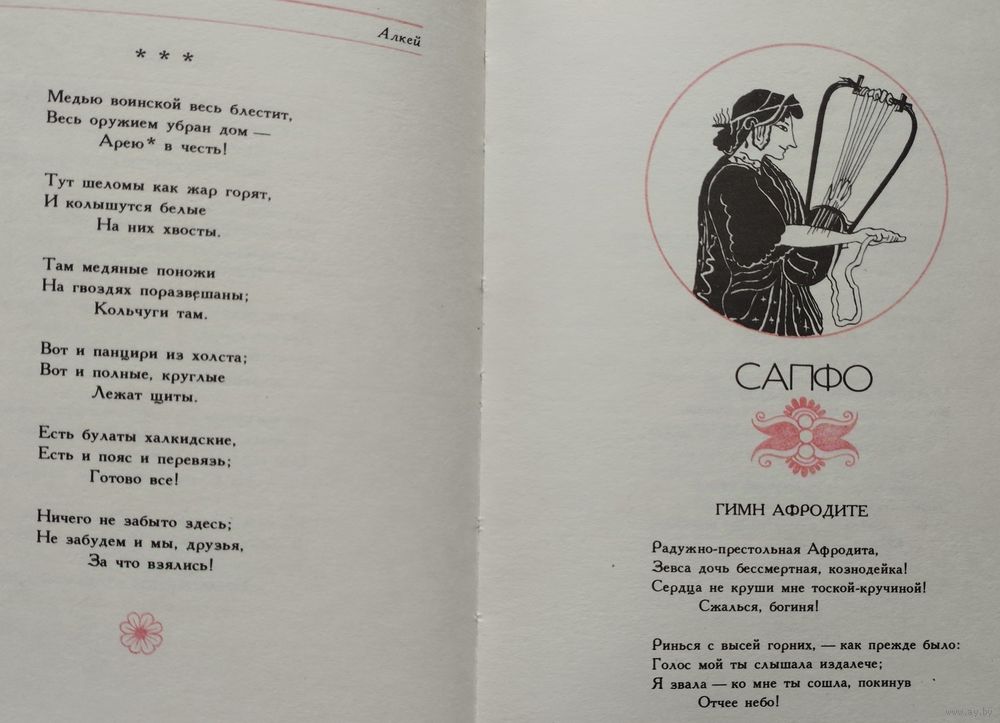 Алкей
* * *
Медью воинской весь блестит,
Весь оружием убран дом —
Арею* в честь!
Тут шеломы как жар горят,
И колышутся белые
На них хвосты.
Там медяные поножи
На гвоздях поразвешаны;
Кольчуги там.
Вот и панцири из холста;
Вот и полные, круглые
Лежат щиты.
Есть булаты халкидские,
Есть и пояс и перевязь;
Готово все!
Ничего не забыто здесь;
Не забудем и мы, друзья,
За что взялись!
САПФО
ГИМН АФРОДИТЕ
Радужно-престольная Афродита,
Зевса дочь бессмертная, кознодейка!
Сердца не круши мне тоской-кручиной!
Сжалься, богиня!
Ринься с высей горних, — как прежде было:
Голос мой ты слышала издалече;
Я звала — ко мне ты сошла, покинув
Отчее небо!
www.ay.by